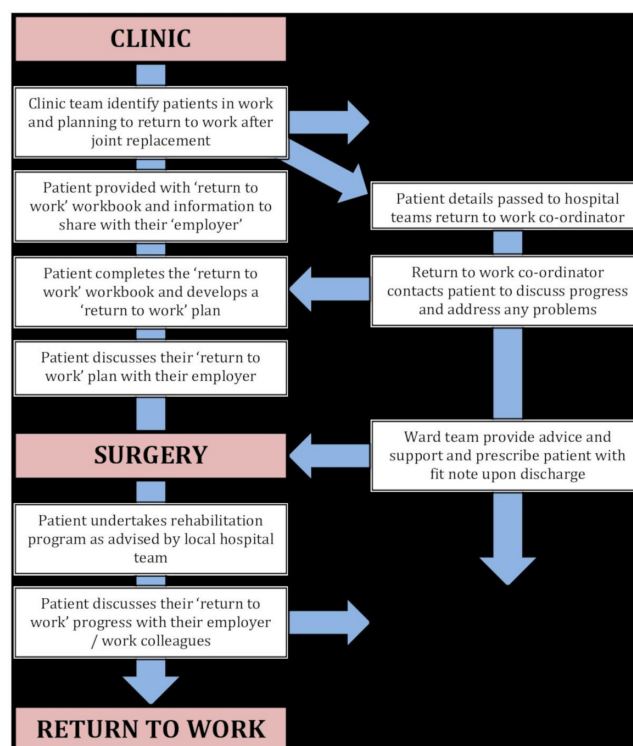 CLINIC
Clinic team identify patients in work
and planning to return to work after
joint replacement
Patient provided with ‘return to
work’ workbook and information to
share with their ‘employer’
Patient details passed to hospital
teams return to work co-ordinator
Patient completes the ‘return to
work’ workbook and develops a
‘return to work’ plan
Return to work co-ordinator
contacts patient to discuss progress
and address any problems
Patient discusses their ‘return to
work’ plan with their employer
SURGERY
Ward team provide advice and
support and prescribe patient with
fit note upon discharge
Patient undertakes rehabilitation
program as advised by local hospital
team
Patient discusses their ‘return to
work’ progress with their employer
/ work colleagues
RETURN TO WORK